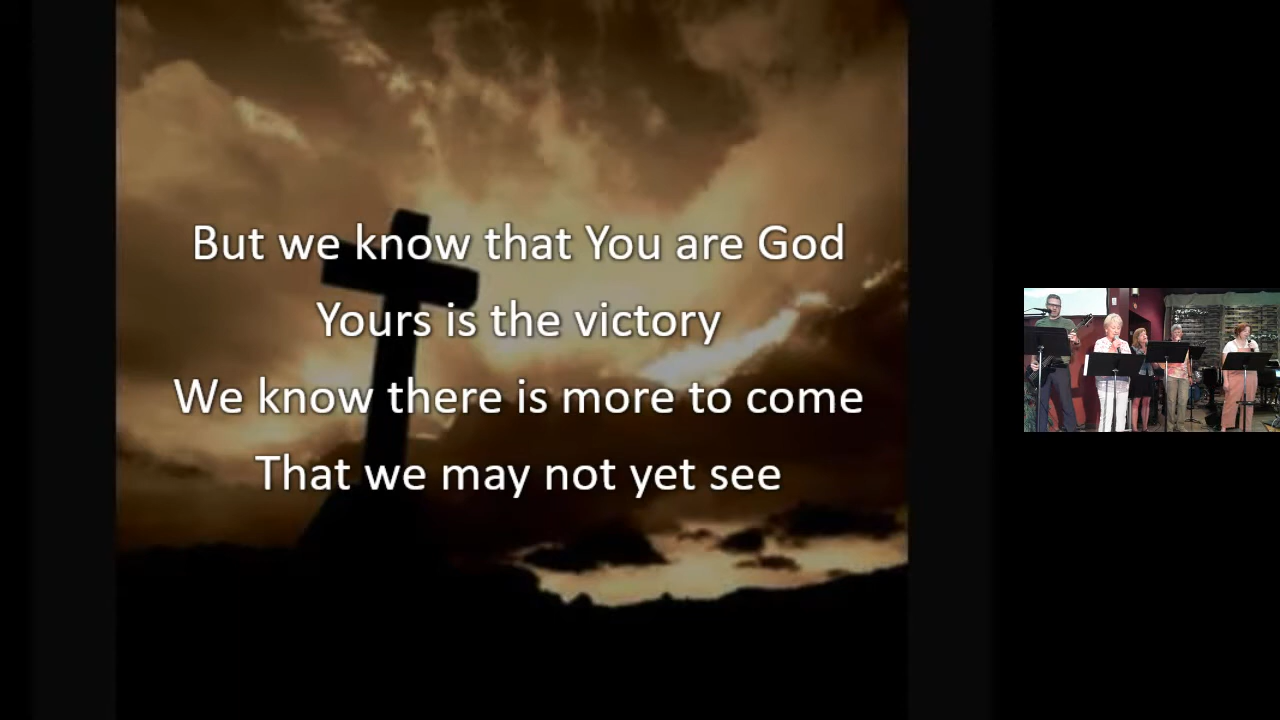 But we know that You are God
Yours is the victory
We know there is more to come
That we may not yet see